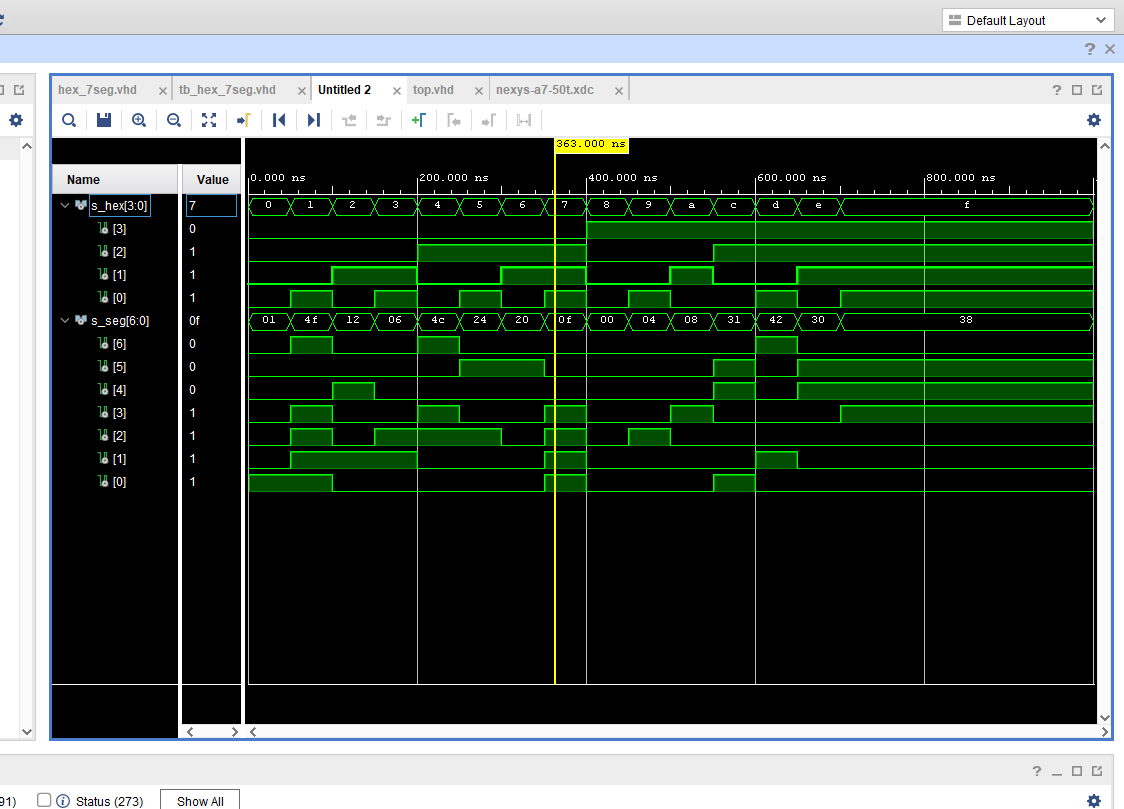 Default Layout
? ×
hex_7seg.vhd × tb_hex_7seg.vhd × Untitled 2 × top.vhd × nexys-a7-50t.xdc × ?
363.000 ns
Name Value 0.000 ns 200.000 ns 400.000 ns 600.000 ns 800.000 ns
s_hex[3:0] 7 0 1 2 3 4 5 6 7 8 9 a c d e f
[3] 0
[2] 1
[1] 1
[0] 1
s_seg[6:0] 0f 01 4f 12 06 4c 24 20 0f 00 04 08 31 42 30 38
[6] 0
[5] 0
[4] 0
[3] 1
[2] 1
[1] 1
[0] 1
?
91) Status (273) Show All